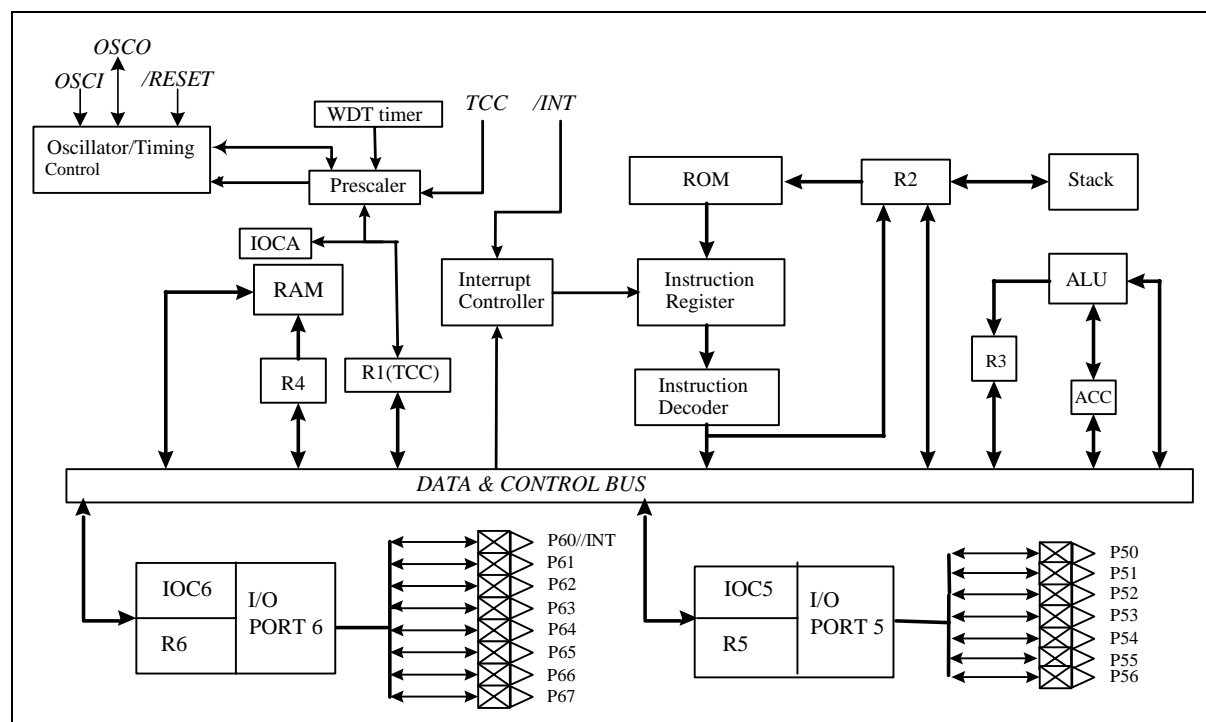 OSCO
OSCI
/RESET
TCC
/INT
WDT timer
Oscillator/Timing
Control
Prescaler
ROM
R2
Stack
IOCA
RAM
Interrupt
Controller
Instruction
Register
ALU
R4
R1(TCC)
R3
Instruction
Decoder
ACC
DATA & CONTROL BUS
IOC6
R6
I/O
PORT 6
P60//INT
P61
P62
P63
P64
P65
P66
P67
IOC5
R5
I/O
PORT 5
P50
P51
P52
P53
P54
P55
P56